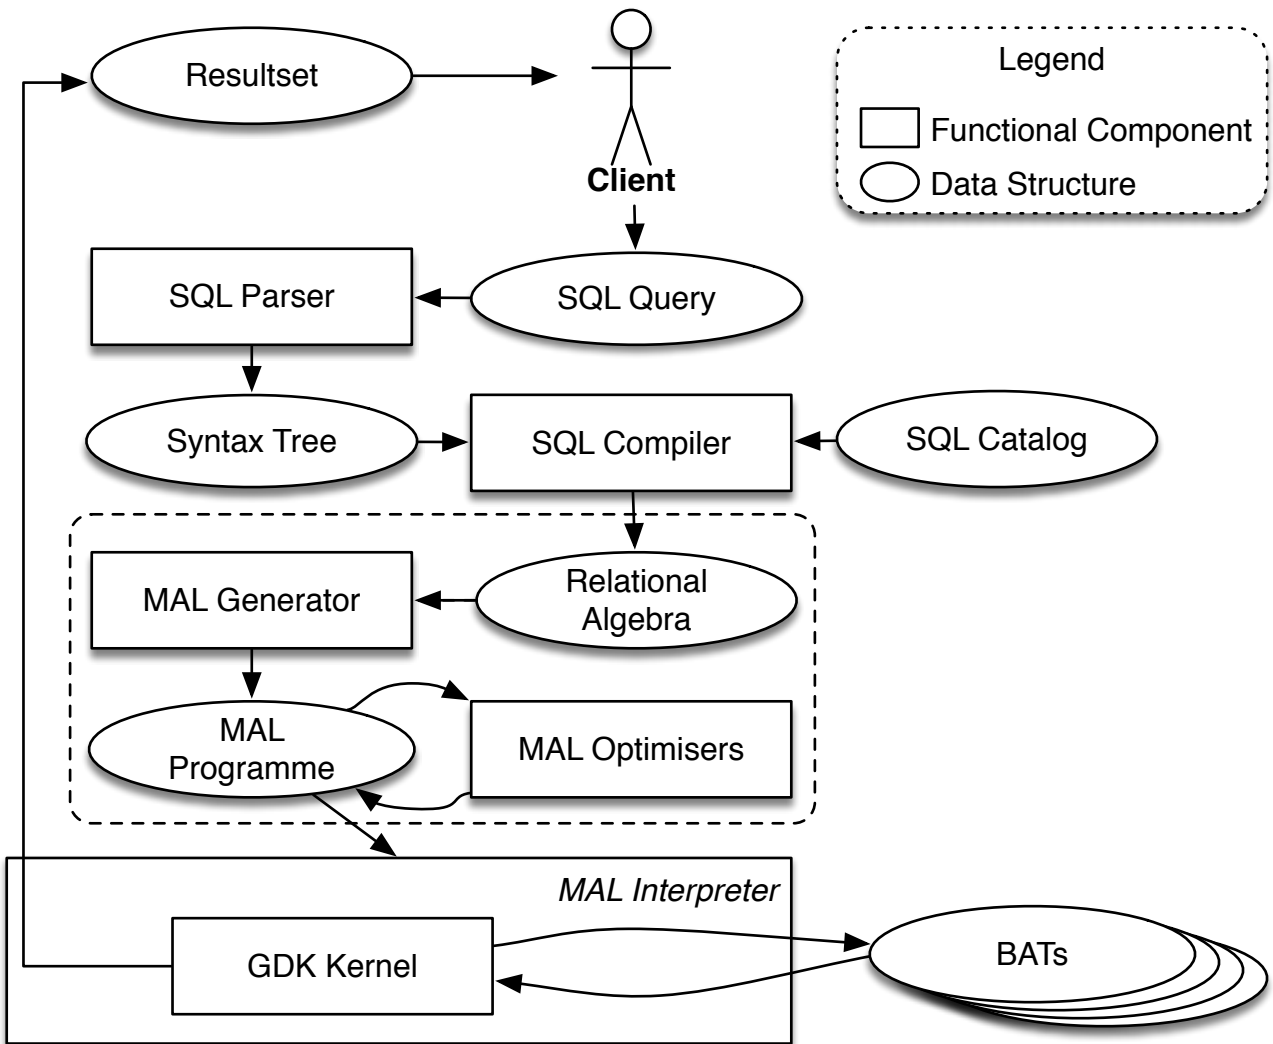 Resultset
Legend
Functional Component
Data Structure
Client
SQL Parser
SQL Query
Syntax Tree
SQL Compiler
SQL Catalog
MAL Generator
Relational
Algebra
MAL
Programme
MAL Optimisers
MAL Interpreter
GDK Kernel
BATs